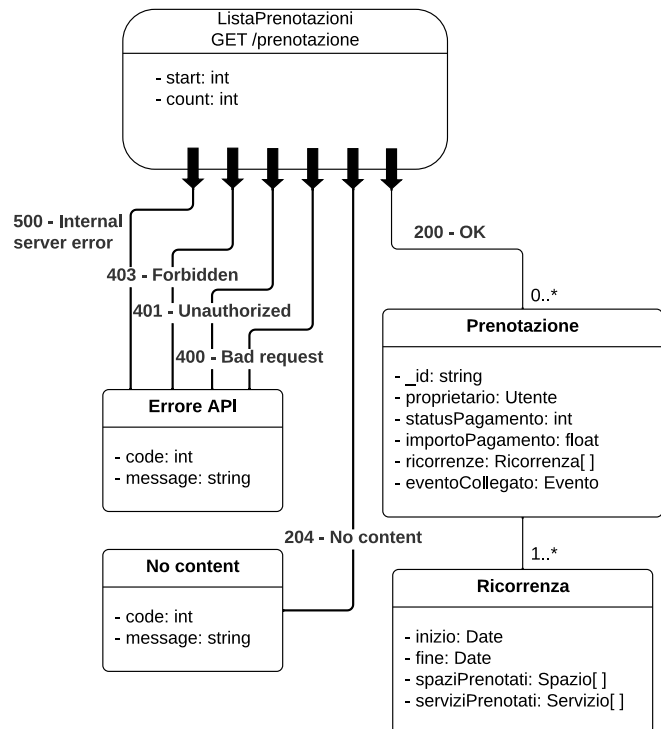 ListaPrenotazioni
GET /prenotazione
- start: int
- count: int
500 - Internal
server error
403 - Forbidden
401 - Unauthorized
400 - Bad request
200 - OK
0..*
Prenotazione
- _id: string
- proprietario: Utente
- statusPagamento: int
- importoPagamento: float
- ricorrenze: Ricorrenza[ ]
- eventoCollegato: Evento
Errore API
- code: int
- message: string
204 - No content
No content
- code: int
- message: string
1..*
Ricorrenza
- inizio: Date
- fine: Date
- spaziPrenotati: Spazio[ ]
- serviziPrenotati: Servizio[ ]